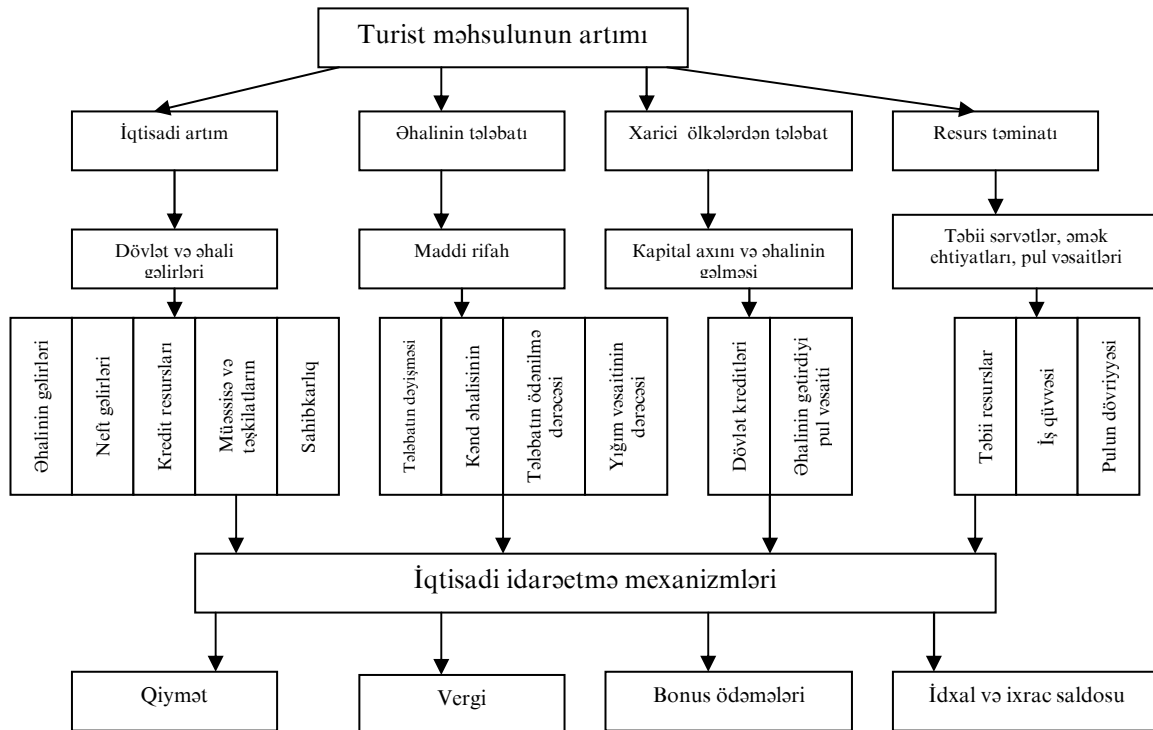 Turist məhsulunun artımı
İqtisadi artım
Əhalinin tələbatı
Xarici ölkələrdən tələbat
Resurs təminatı
Dövlət və əhali
gəlirləri
Maddi rifah
Kapital axını və əhalinin
gəlməsi
Təbii sərvətlər, əmək
ehtiyatları, pul vəsaitləri
Əhalinin gəlirləri
Neft gəlirləri
Kredit resursları
Müəssisə və
təşkilatların
Sahibkarlıq
Tələbatın dəyişməsi
Kənd əhalisinin
Tələbatın ödənilmə
dərəcəsi
Yığım vəsaitinin
dərəcəsi
Dövlət kreditləri
Əhalinin gətirdiyi
pul vəsaiti
Təbii resurslar
İş qüvvəsi
Pulun dövriyyəsi
İqtisadi idarəetmə mexanizmləri
Qiymət
Vergi
Bonus ödəmələri
İdxal və ixrac saldosu